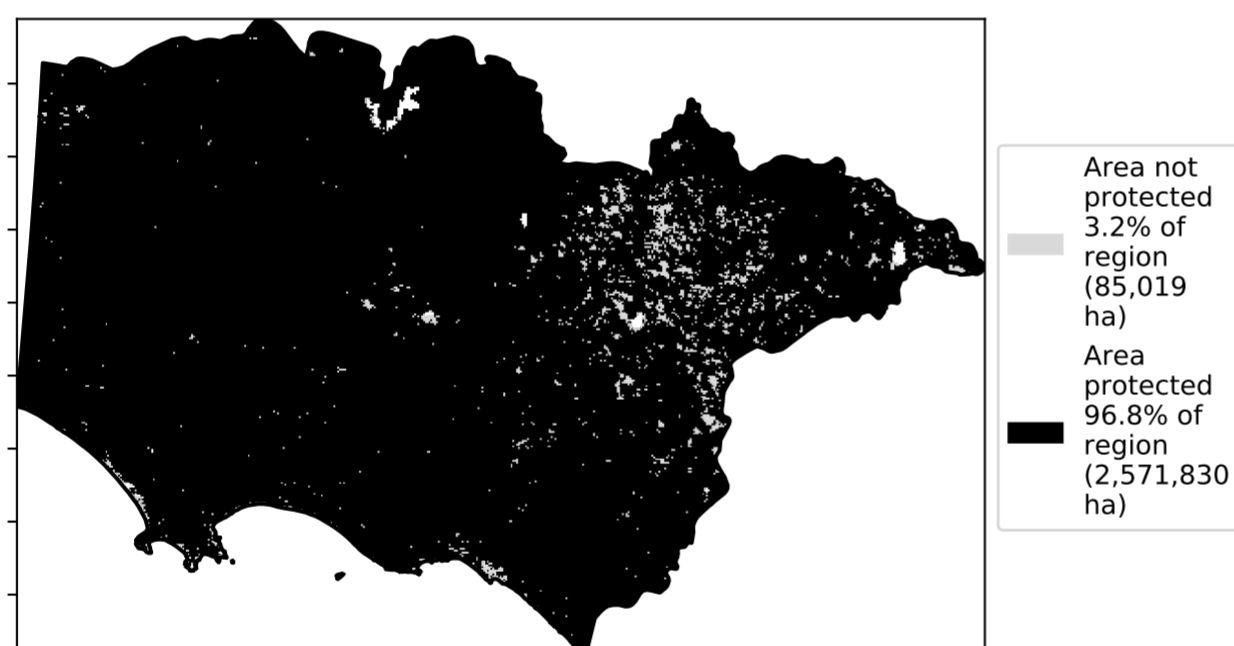 Area not
protected
3.2% of
region
(85,019
ha)
Area
protected
96.8% of
region
(2,571,830
ha)